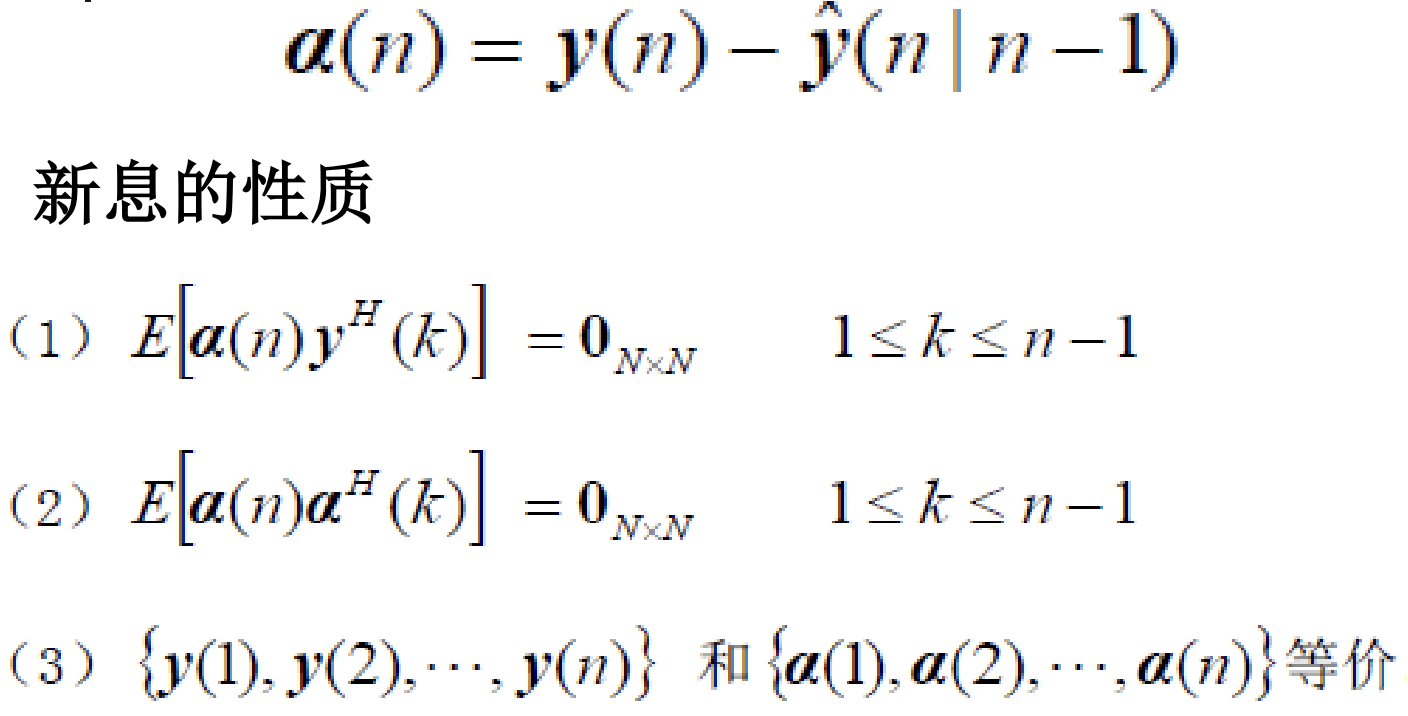 α(n) = y(n) − ŷ(n | n − 1)
新息的性质
（1） E[α(n) y^H (k)] = 0_{N×N} 1 ≤ k ≤ n − 1
（2） E[α(n)α^H (k)] = 0_{N×N} 1 ≤ k ≤ n − 1
（3） {y(1), y(2), ⋯, y(n)} 和 {α(1), α(2), ⋯, α(n)}等价